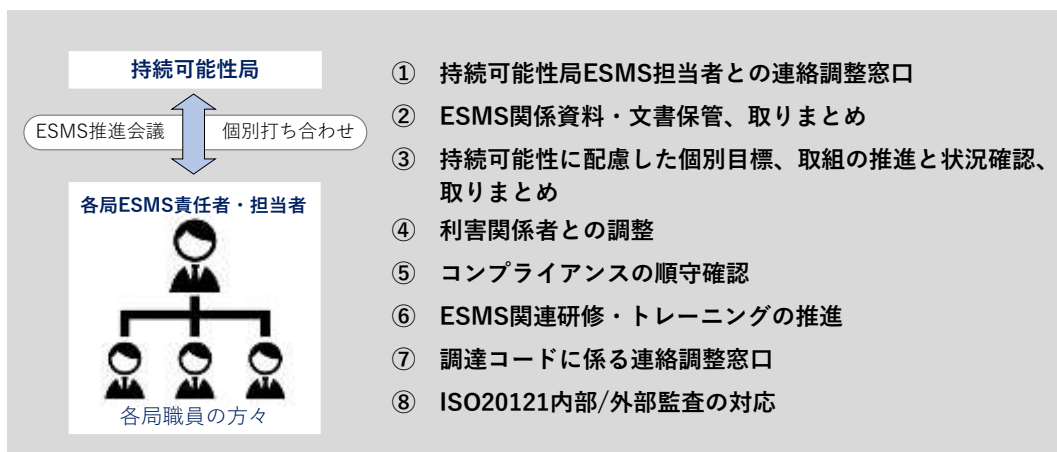 持続可能性局
ESMS推進会議
個別打ち合わせ
各局ESMS責任者・担当者
各局職員の方々
① 持続可能性局ESMS担当者との連絡調整窓口
② ESMS関係資料・文書保管、取りまとめ
③ 持続可能性に配慮した個別目標、取組の推進と状況確認、
取りまとめ
④ 利害関係者との調整
⑤ コンプライアンスの順守確認
⑥ ESMS関連研修・トレーニングの推進
⑦ 調達コードに係る連絡調整窓口
⑧ ISO20121内部/外部監査の対応